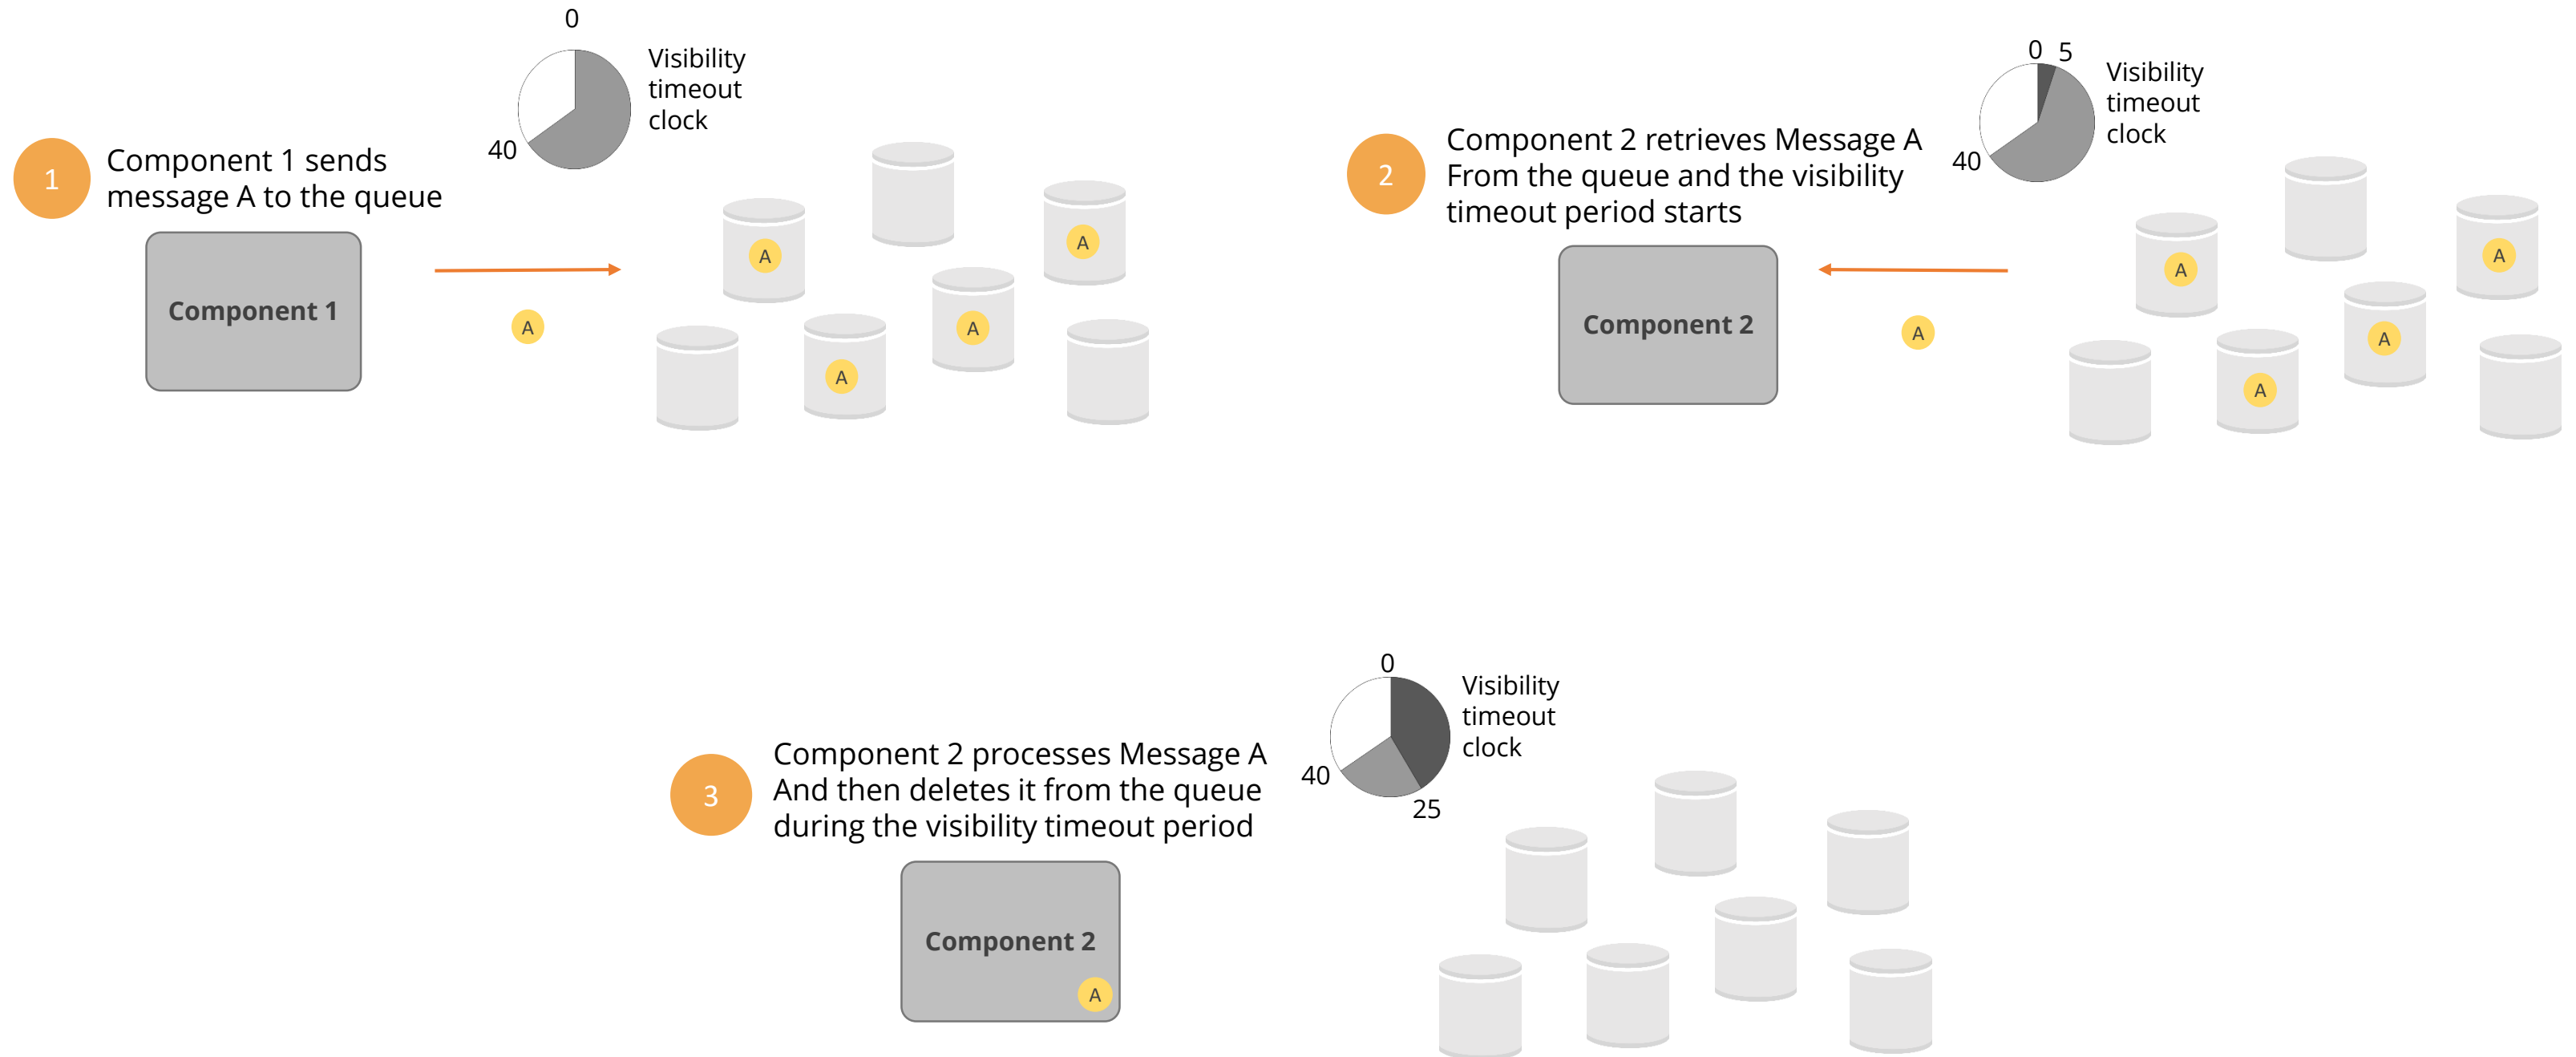 0
Visibility
timeout
clock
40
1
Component 1 sends
message A to the queue
Component 1
A
A
A
A
A
0 5
Visibility
timeout
clock
40
2
Component 2 retrieves Message A
From the queue and the visibility
timeout period starts
Component 2
A
A
A
A
A
0
Visibility
timeout
clock
40
25
3
Component 2 processes Message A
And then deletes it from the queue
during the visibility timeout period
Component 2
A